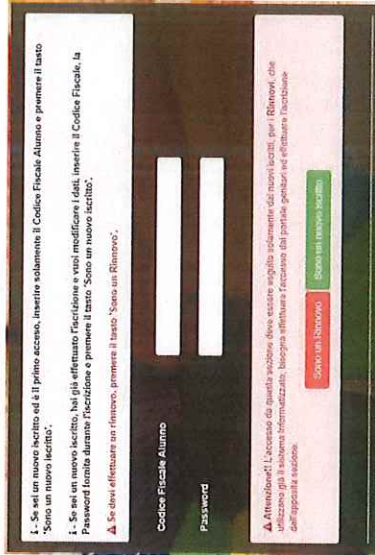 i - Se sei un nuovo iscritto ed è il primo accesso, inserire solamente il Codice Fiscale Alunno e premere il tasto
'Sono un nuovo iscritto'.
i - Se sei un nuovo iscritto, hai già effettuato l'iscrizione e vuoi modificare i dati, inserire il Codice Fiscale, la
Password fornita durante l'iscrizione e premere il tasto 'Sono un nuovo iscritto'.
⚠ Se devi effettuare un rinnovo, premere il tasto 'Sono un Rinnovo'.
Codice Fiscale Alunno
Password
⚠ Attenzione!! L'accesso da questa sezione deve essere eseguito solamente dai nuovi iscritti, per i Rinnovi, che
utilizzano già il sistema informatizzato, bisogna effettuare l'accesso dal portale genitori ed effettuare l'iscrizione
dall'apposita sezione.
Sono un Rinnovo
Sono un nuovo iscritto